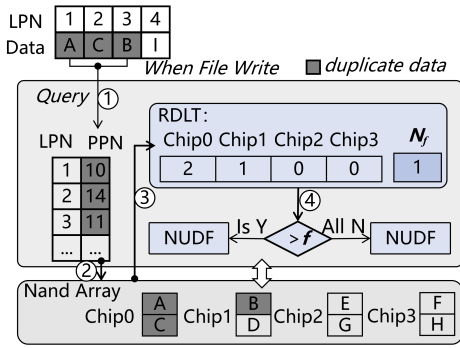 LPN 1 2 3 4
Data A C B I
When File Write duplicate data
Query ①
RDLT:
Chip0 Chip1 Chip2 Chip3 Nf
2 1 0 0 1
LPN PPN
1 10
2 14
3 11
... ...
③
④
Is Y >f All N
NUDF NUDF
②
Nand Array
Chip0 A C
Chip1 B D
Chip2 E G
Chip3 F H